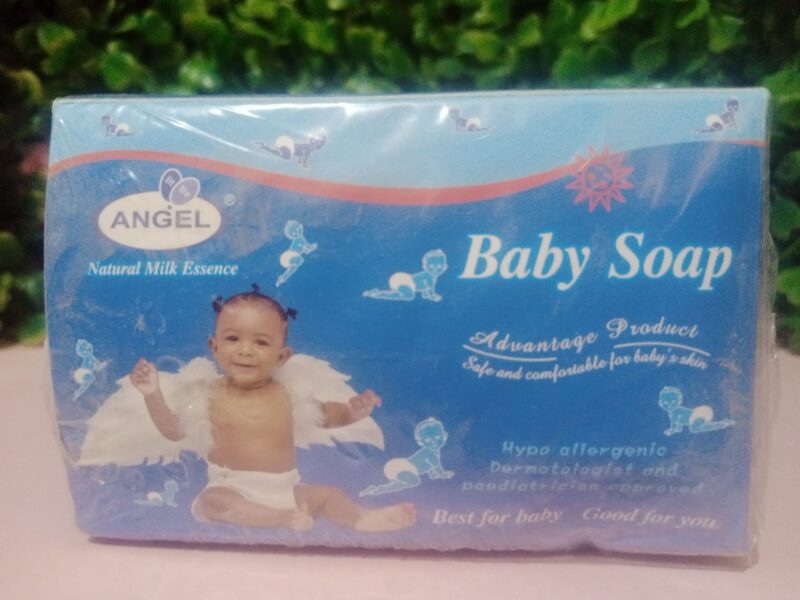 ANGEL ®
Natural Milk Essence
Baby Soap
Advantage Product
Safe and comfortable for baby's skin
Hypo allergenic
Dermatalogist and
paediatrician approved
Best for baby Good for you